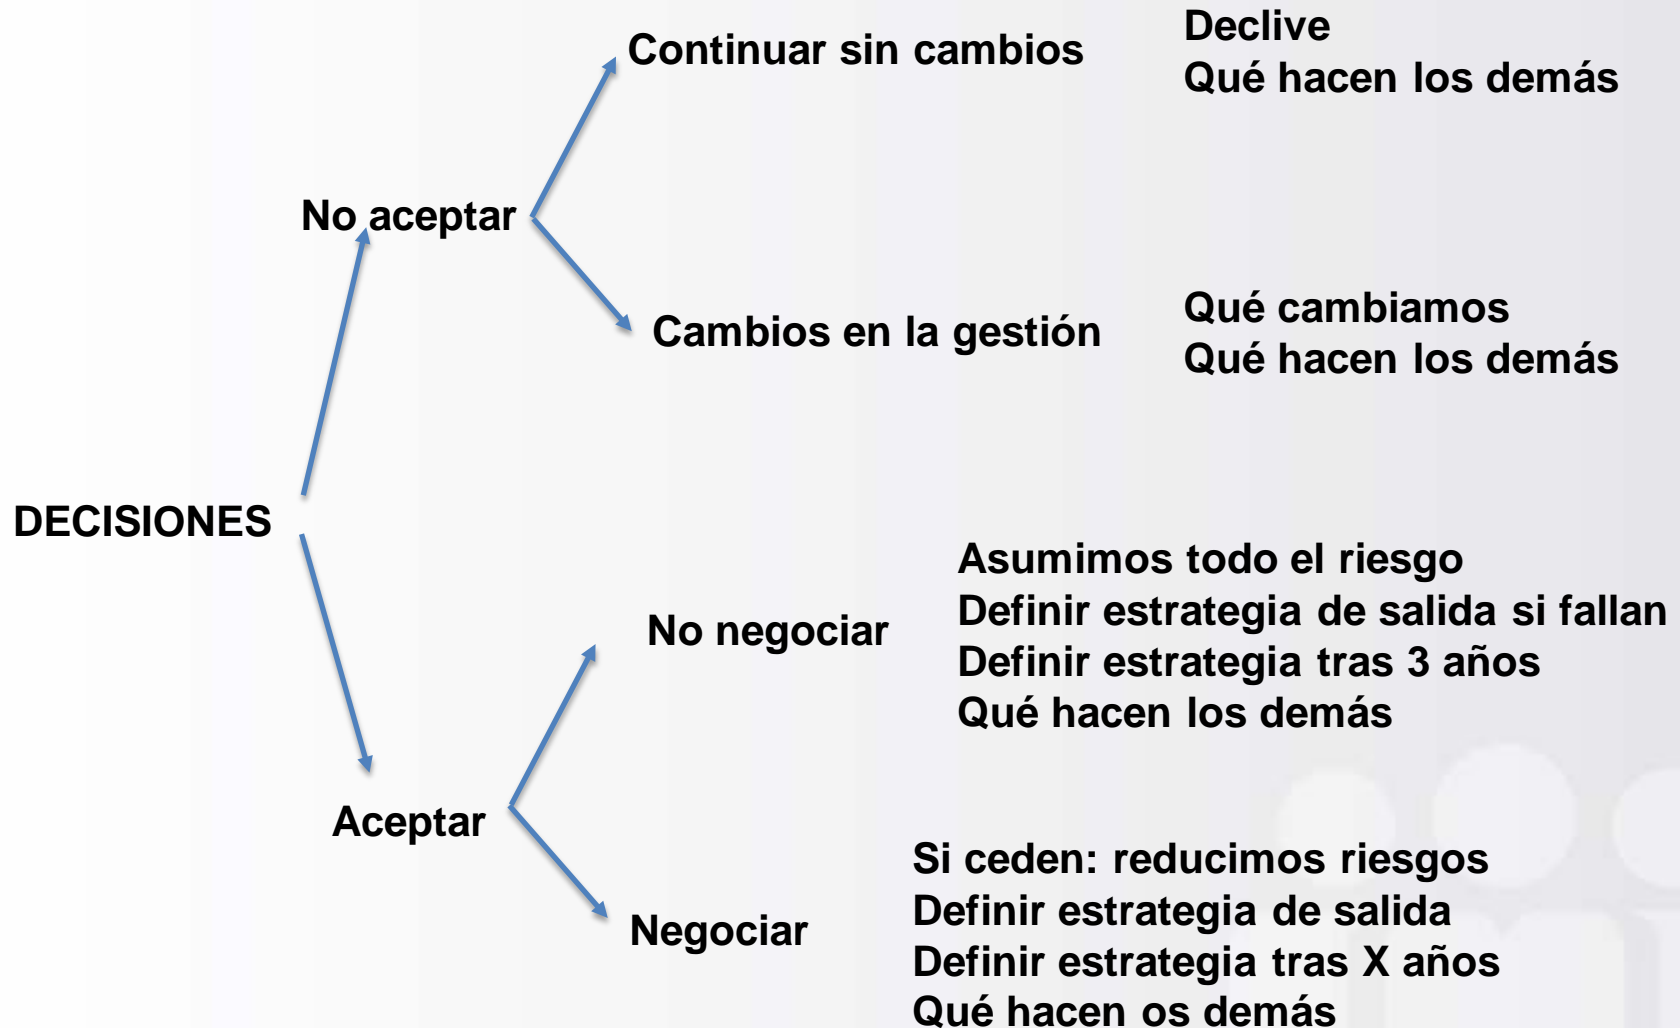 Continuar sin cambios
Declive
Qué hacen los demás
No aceptar
Cambios en la gestión
Qué cambiamos
Qué hacen los demás
DECISIONES
No negociar
Asumimos todo el riesgo
Definir estrategia de salida si fallan
Definir estrategia tras 3 años
Qué hacen los demás
Aceptar
Negociar
Si ceden: reducimos riesgos
Definir estrategia de salida
Definir estrategia tras X años
Qué hacen os demás